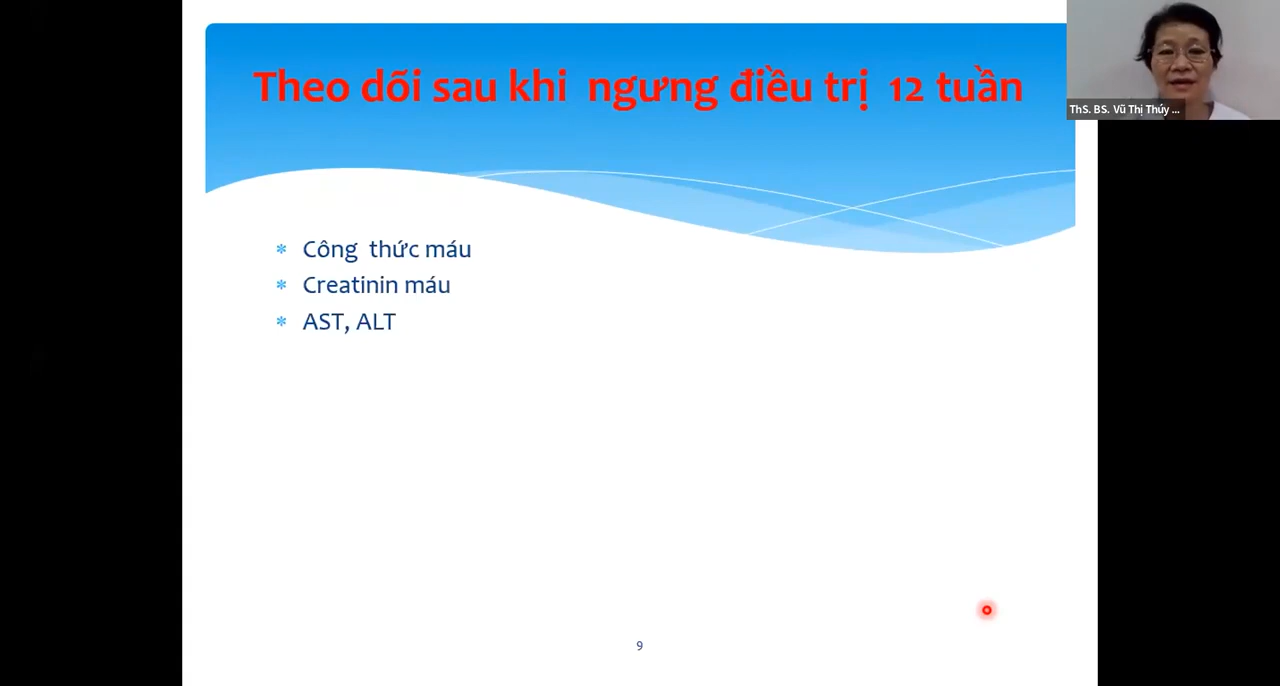 Theo dõi sau khi ngưng điều trị 12 tuần
ThS. BS. Vũ Thị Thúy ...
Công thức máu
Creatinin máu
AST, ALT
9